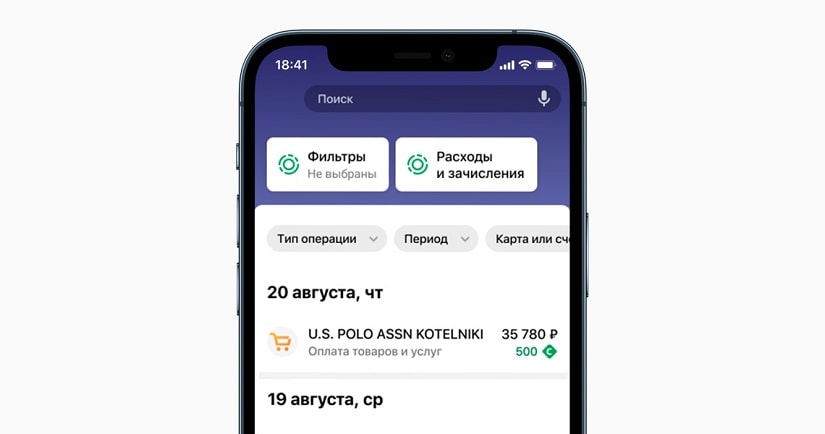 18:41
Поиск
Фильтры
Не выбраны
Расходы
и зачисления
Тип операции
Период
Карта или
20 августа, чт
U.S. POLO ASSN KOTELNIKI
35 780 ₽
Оплата товаров и услуг
500
19 августа, ср